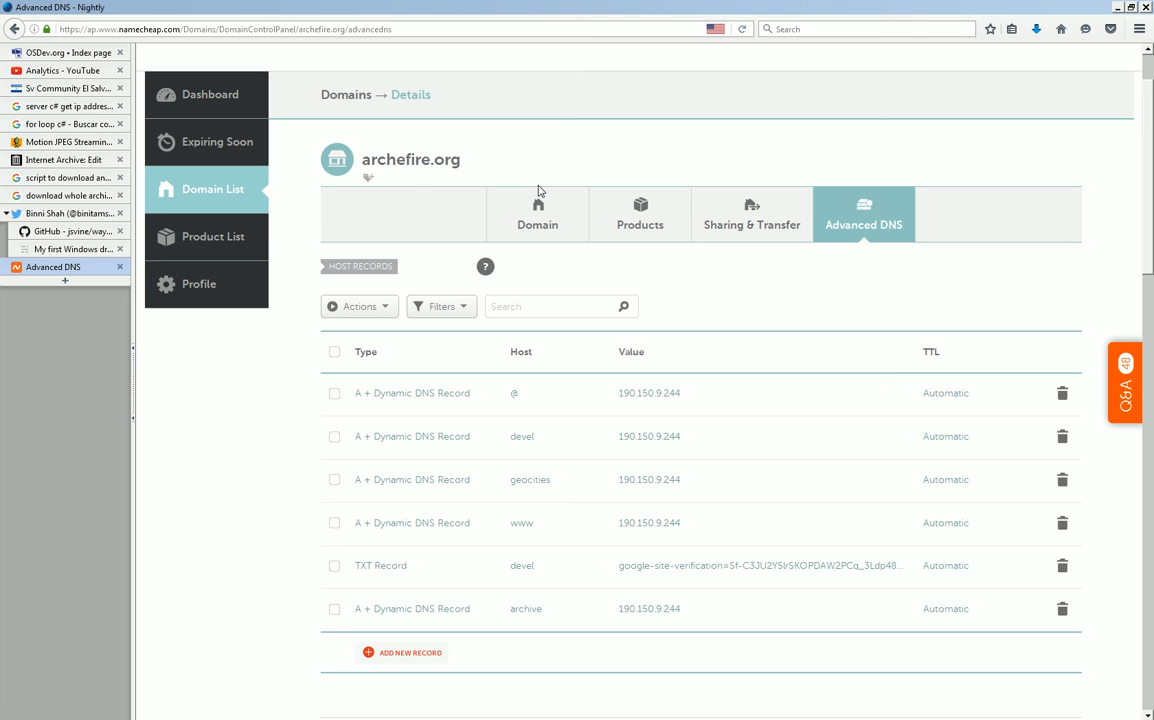 Advanced DNS - Nightly
https://ap.www.namecheap.com/Domains/DomainControlPanel/archefire.org/advancedns
Search
OSDev.org • Index page
Analytics - YouTube
Sv Community El Salv...
server c# get ip addres...
for loop c# - Buscar co...
Motion JPEG Streamin...
Internet Archive: Edit
script to download an...
download whole archi...
Binni Shah (@binitams...
GitHub - jsvine/way...
My first Windows dr...
Advanced DNS
Dashboard
Expiring Soon
Domain List
Product List
Profile
Domains → Details
archefire.org
Domain
Products
Sharing & Transfer
Advanced DNS
HOST RECORDS
?
Actions
Filters
Search
Type Host Value TTL
A + Dynamic DNS Record @ 190.150.9.244 Automatic
A + Dynamic DNS Record devel 190.150.9.244 Automatic
A + Dynamic DNS Record geocities 190.150.9.244 Automatic
A + Dynamic DNS Record www 190.150.9.244 Automatic
TXT Record devel google-site-verification=Sf-C3JU2Y5lrSKOPDAW2PCq_3Ldp48... Automatic
A + Dynamic DNS Record archive 190.150.9.244 Automatic
ADD NEW RECORD
Q&A 48